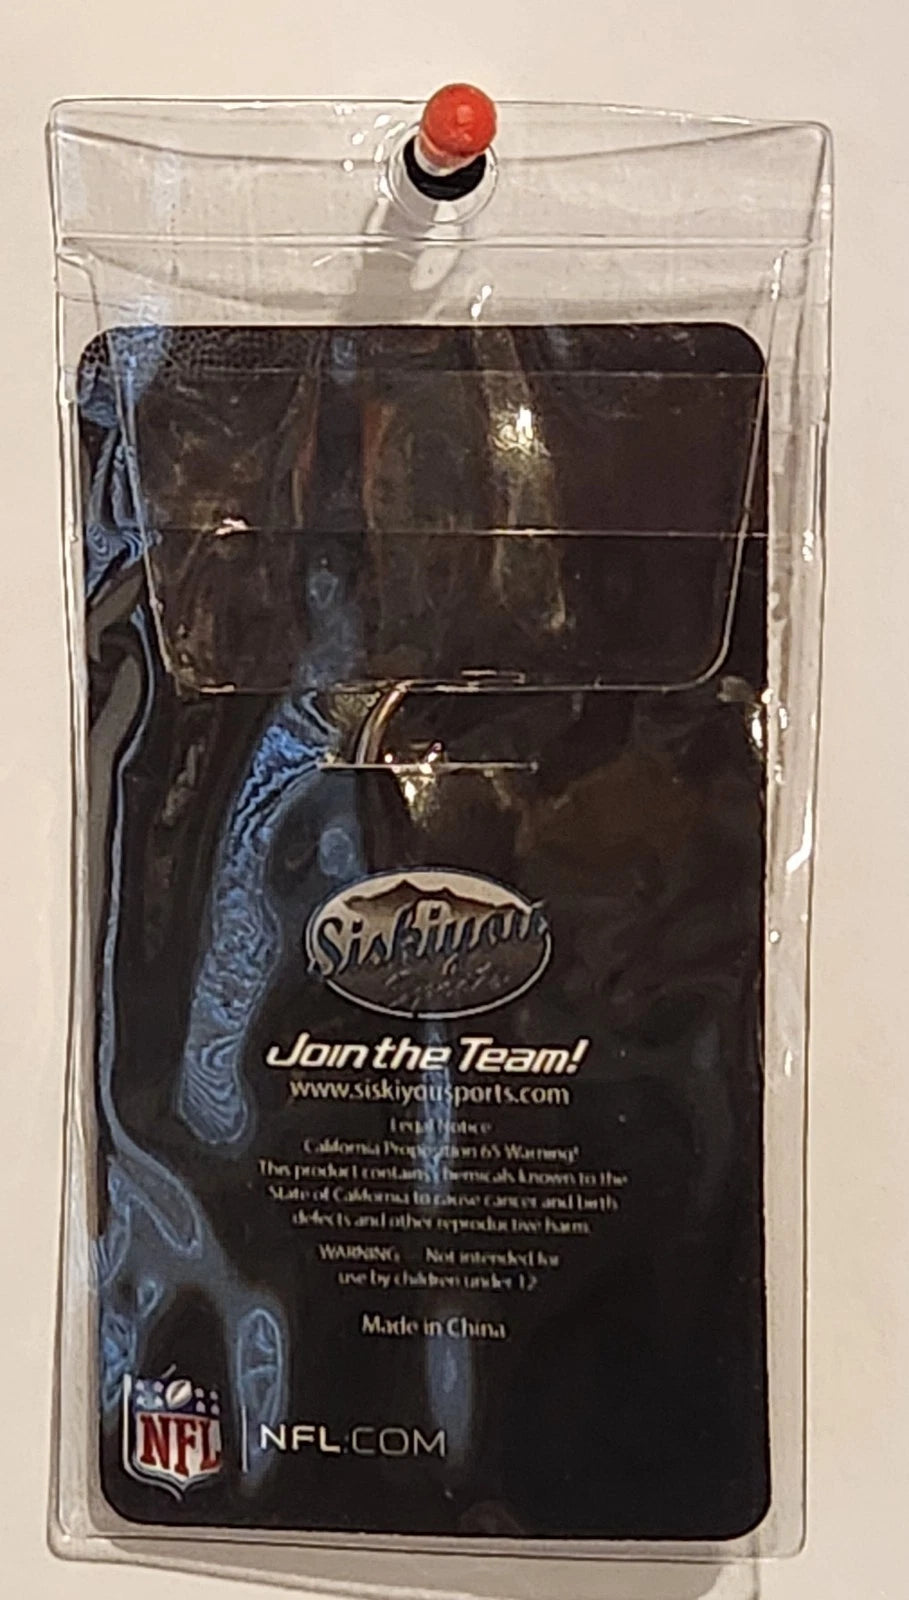 Siskiyou
Sports
Join the Team!
www.siskiyousports.com
Legal Notice
California Proposition 65 Warning!
This product contains chemicals known to the
State of California to cause cancer and birth
defects and other reproductive harm.
WARNING - Not intended for
use by children under 12
Made in China
NFL
NFL.COM